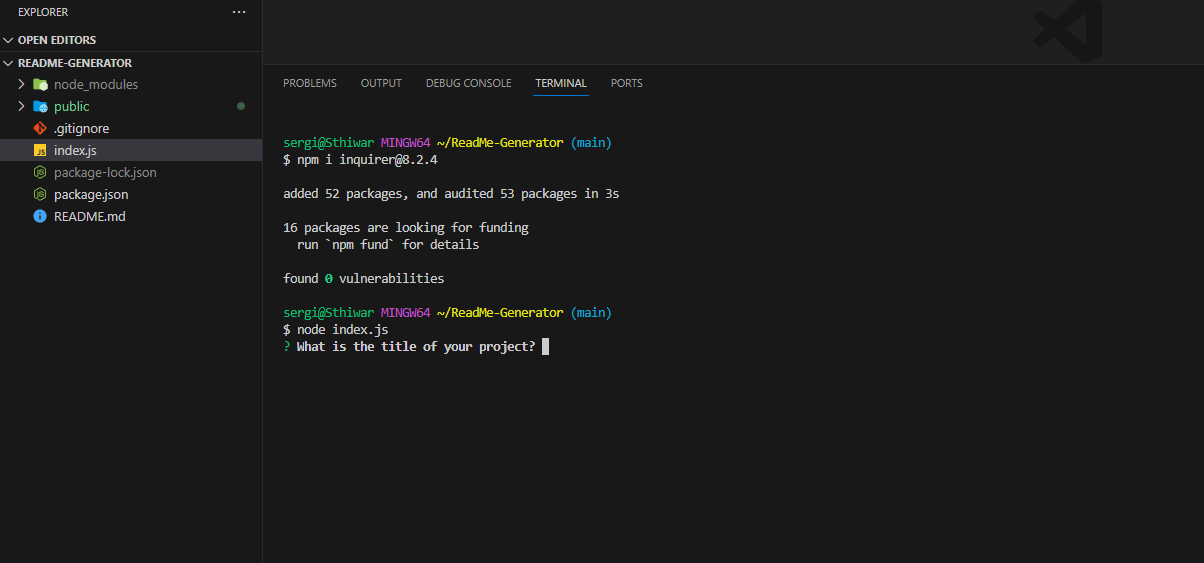 EXPLORER
OPEN EDITORS
README-GENERATOR
node_modules
public
.gitignore
JS index.js
package-lock.json
package.json
README.md
PROBLEMS OUTPUT DEBUG CONSOLE TERMINAL PORTS
sergi@Sthiwar MINGW64 ~/ReadMe-Generator (main)
$ npm i inquirer@8.2.4
added 52 packages, and audited 53 packages in 3s
16 packages are looking for funding
run `npm fund` for details
found 0 vulnerabilities
sergi@Sthiwar MINGW64 ~/ReadMe-Generator (main)
$ node index.js
? What is the title of your project?